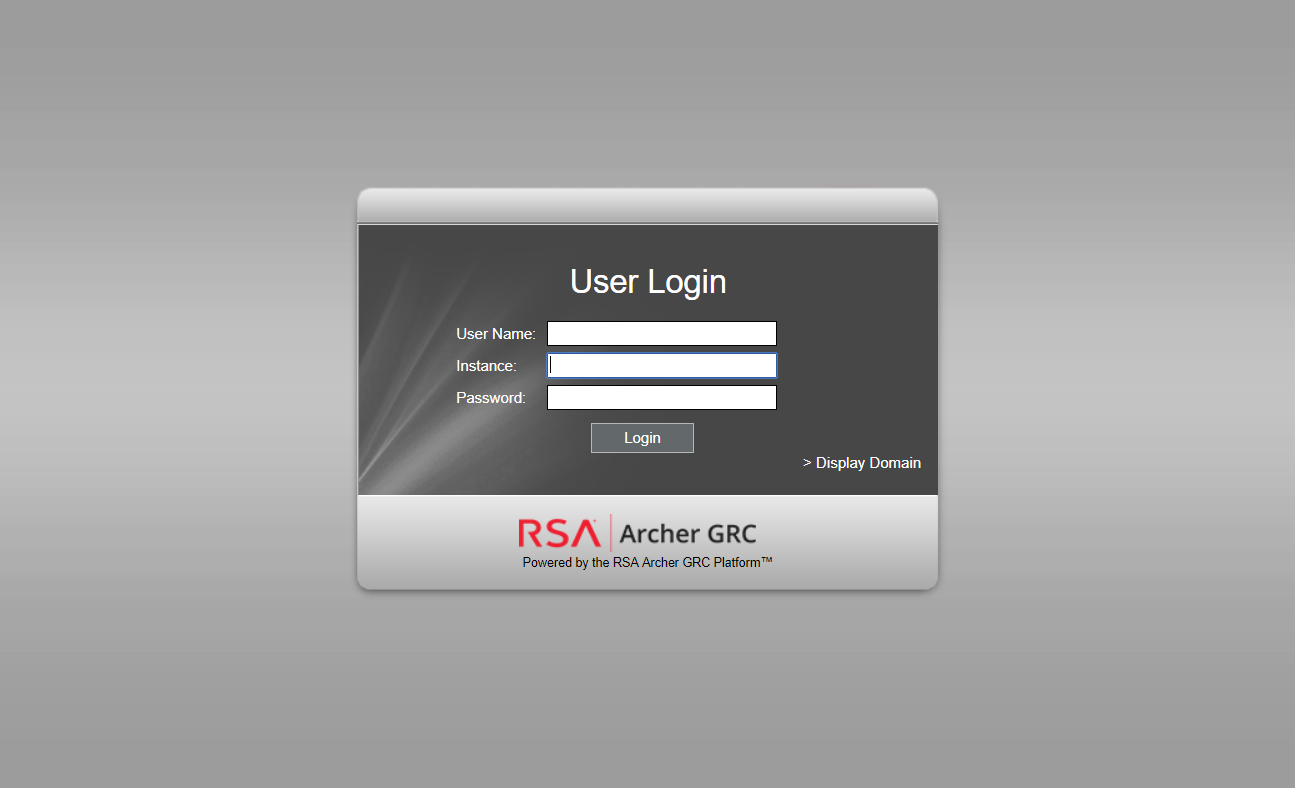 User Login
User Name:
Instance:
Password:
Login
> Display Domain
RSA Archer GRC
Powered by the RSA Archer GRC Platform™